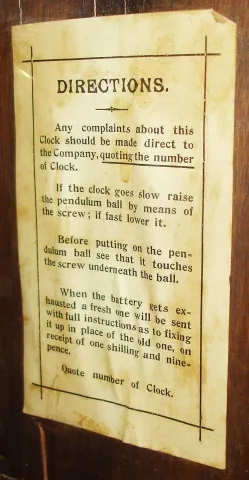 DIRECTIONS.
Any complaints about this
Clock should be made direct to
the Company, quoting the number
of Clock.
If the clock goes slow raise
the pendulum ball by means of
the screw; if fast lower it.
Before putting on the pen-
dulum ball see that it touches
the screw underneath the ball.
When the battery gets ex-
hausted a fresh one will be sent
with full instructions as to fixing
it up in place of the old one, on
receipt of one shilling and nine-
pence.
Quote number of Clock.